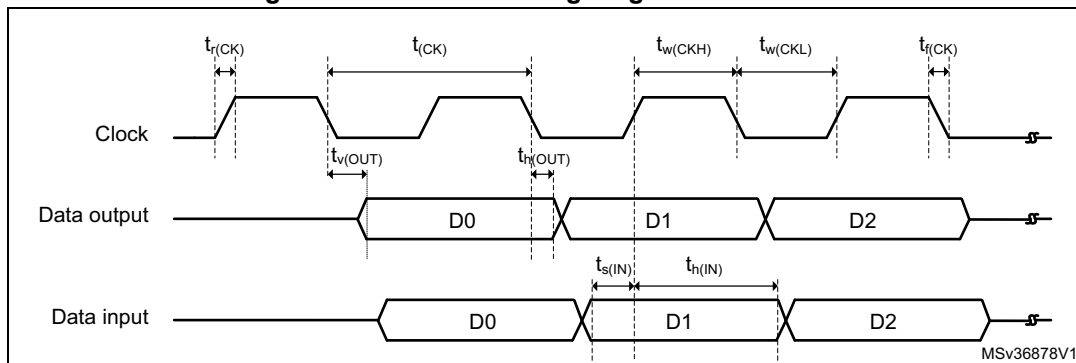 t_r(CK) t_(CK) t_w(CKH) t_w(CKL) t_f(CK)
Clock
t_v(OUT) t_h(OUT)
Data output D0 D1 D2
t_s(IN) t_h(IN)
Data input D0 D1 D2
MSv36878V1